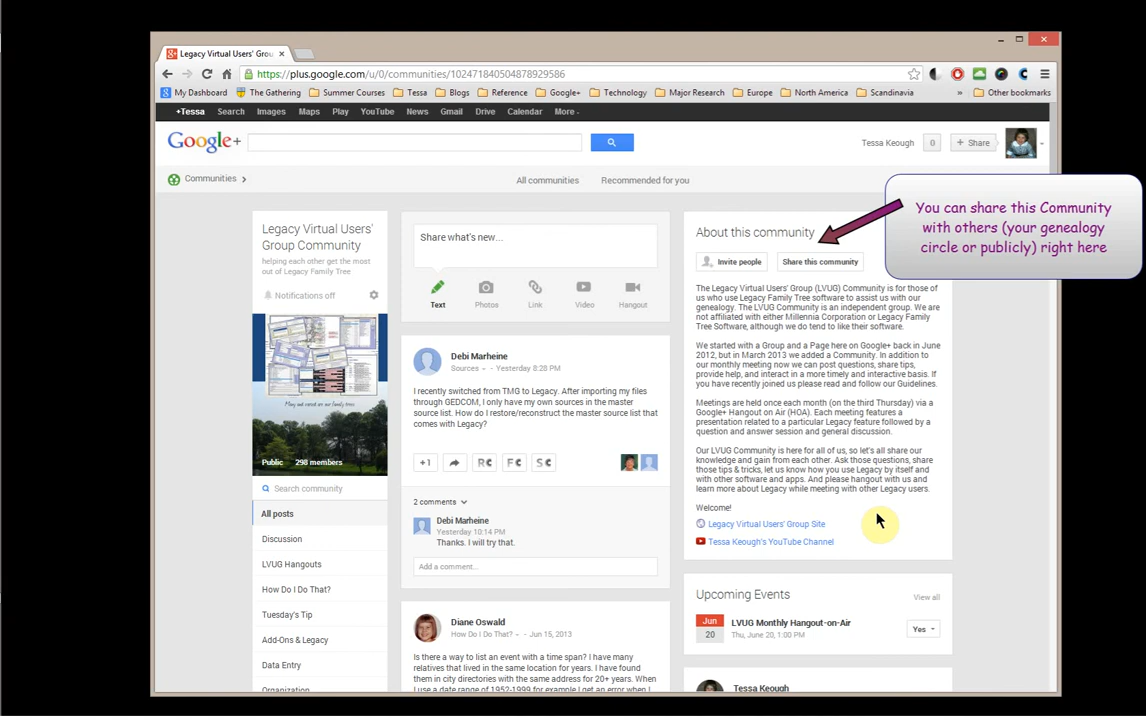 Legacy Virtual Users' Grou
https://plus.google.com/u/0/communities/102471840504878929586
My Dashboard The Gathering Summer Courses Tessa Blogs Reference Google+ Technology Major Research Europe North America Scandinavia » Other bookmarks
+Tessa Search Images Maps Play YouTube News Gmail Drive Calendar More
Google+
Tessa Keough 0 + Share
Communities
All communities Recommended for you
You can share this Community
with others (your genealogy
circle or publicly) right here
Legacy Virtual Users'
Group Community
helping each other get the most
out of Legacy Family Tree
Notifications off
Public 298 members
Search community
All posts
Discussion
LVUG Hangouts
How Do I Do That?
Tuesday's Tip
Add-Ons & Legacy
Data Entry
Organization
Share what's new...
Text Photos Link Video Hangout
Debi Marheine
Sources - Yesterday 8:28 PM
I recently switched from TMG to Legacy. After importing my files
through GEDCOM, I only have my own sources in the master
source list. How do I restore/reconstruct the master source list that
comes with Legacy?
+1 RC FC SC
2 comments
Debi Marheine
Yesterday 10:14 PM
Thanks. I will try that.
Add a comment...
Diane Oswald
How Do I Do That? - Jun 15, 2013
Is there a way to list an event with a time span? I have many
relatives that lived in the same location for years. I have found
them in city directories with the same address for 20+ years. When
I use a date range of 1952-1999 for example I get an error when I
About this community
Invite people Share this community
The Legacy Virtual Users' Group (LVUG) Community is for those of
us who use Legacy Family Tree software to assist us with our
genealogy. The LVUG Community is an independent group. We are
not affiliated with either Millennia Corporation or Legacy Family
Tree Software, although we do tend to like their software.
We started with a Group and a Page here on Google+ back in June
2012, but in March 2013 we added a Community. In addition to
our monthly meeting now we can post questions, share tips,
provide help, and interact in a more timely and interactive basis. If
you have recently joined us please read and follow our Guidelines.
Meetings are held once each month (on the third Thursday) via a
Google+ Hangout on Air (HOA). Each meeting features a
presentation related to a particular Legacy feature followed by a
question and answer session and general discussion.
Our LVUG Community is here for all of us, so let's all share our
knowledge and gain from each other. Ask those questions, share
those tips & tricks, let us know how you use Legacy by itself and
with other software and apps. And please hangout with us and
learn more about Legacy while meeting with other Legacy users.
Welcome!
Legacy Virtual Users' Group Site
Tessa Keough's YouTube Channel
Upcoming Events View all
Jun
20
LVUG Monthly Hangout-on-Air
Thu, June 20, 1:00 PM
Yes
Tessa Keough